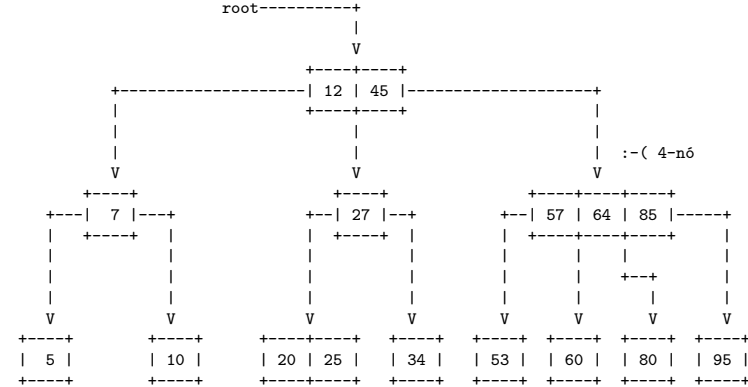 root----------+
|
V
+----+----+
+-------------------| 12 | 45 |-------------------+
| +----+----+ |
| | |
| | | :-( 4-nó
V V V
+----+ +----+ +----+----+----+
+---| 7 |---+ +--| 27 |--+ +--| 57 | 64 | 85 |-----+
| +----+ | | +----+ | | +----+----+----+ |
| | | | | | | |
| | | | | | +--+ |
| | | | | | | |
V V V V V V V V
+----+ +----+ +----+----+ +----+ +----+ +----+ +----+ +----+
| 5 | | 10 | | 20 | 25 | | 34 | | 53 | | 60 | | 80 | | 95 |
+----+ +----+ +----+----+ +----+ +----+ +----+ +----+ +----+